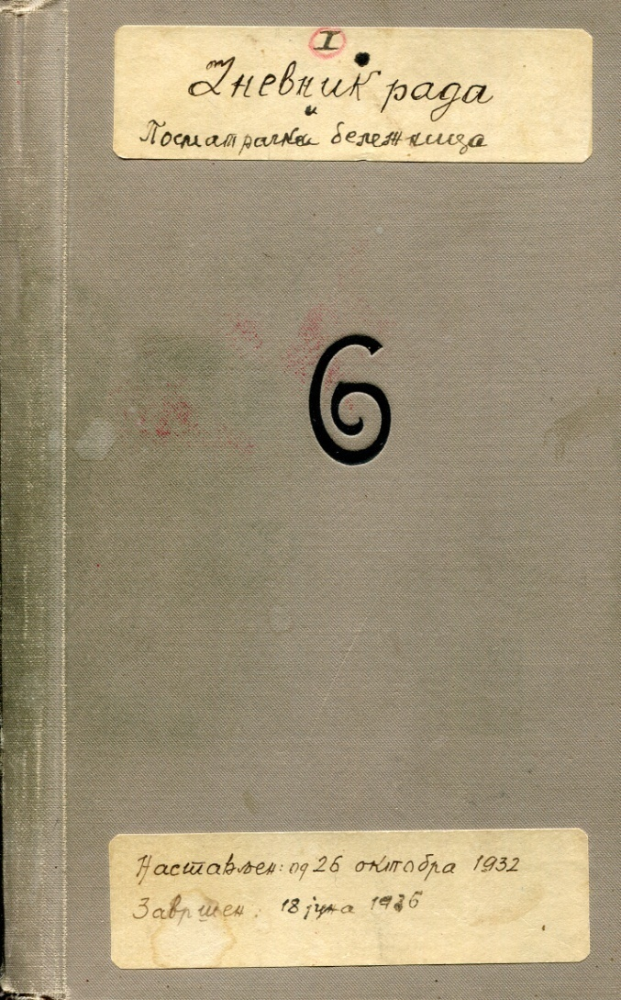 I
Дневник рада
и
Посматрачка бележница
6
Настављен: од 26 октобра 1932
Завршен: 18 јуна 1936